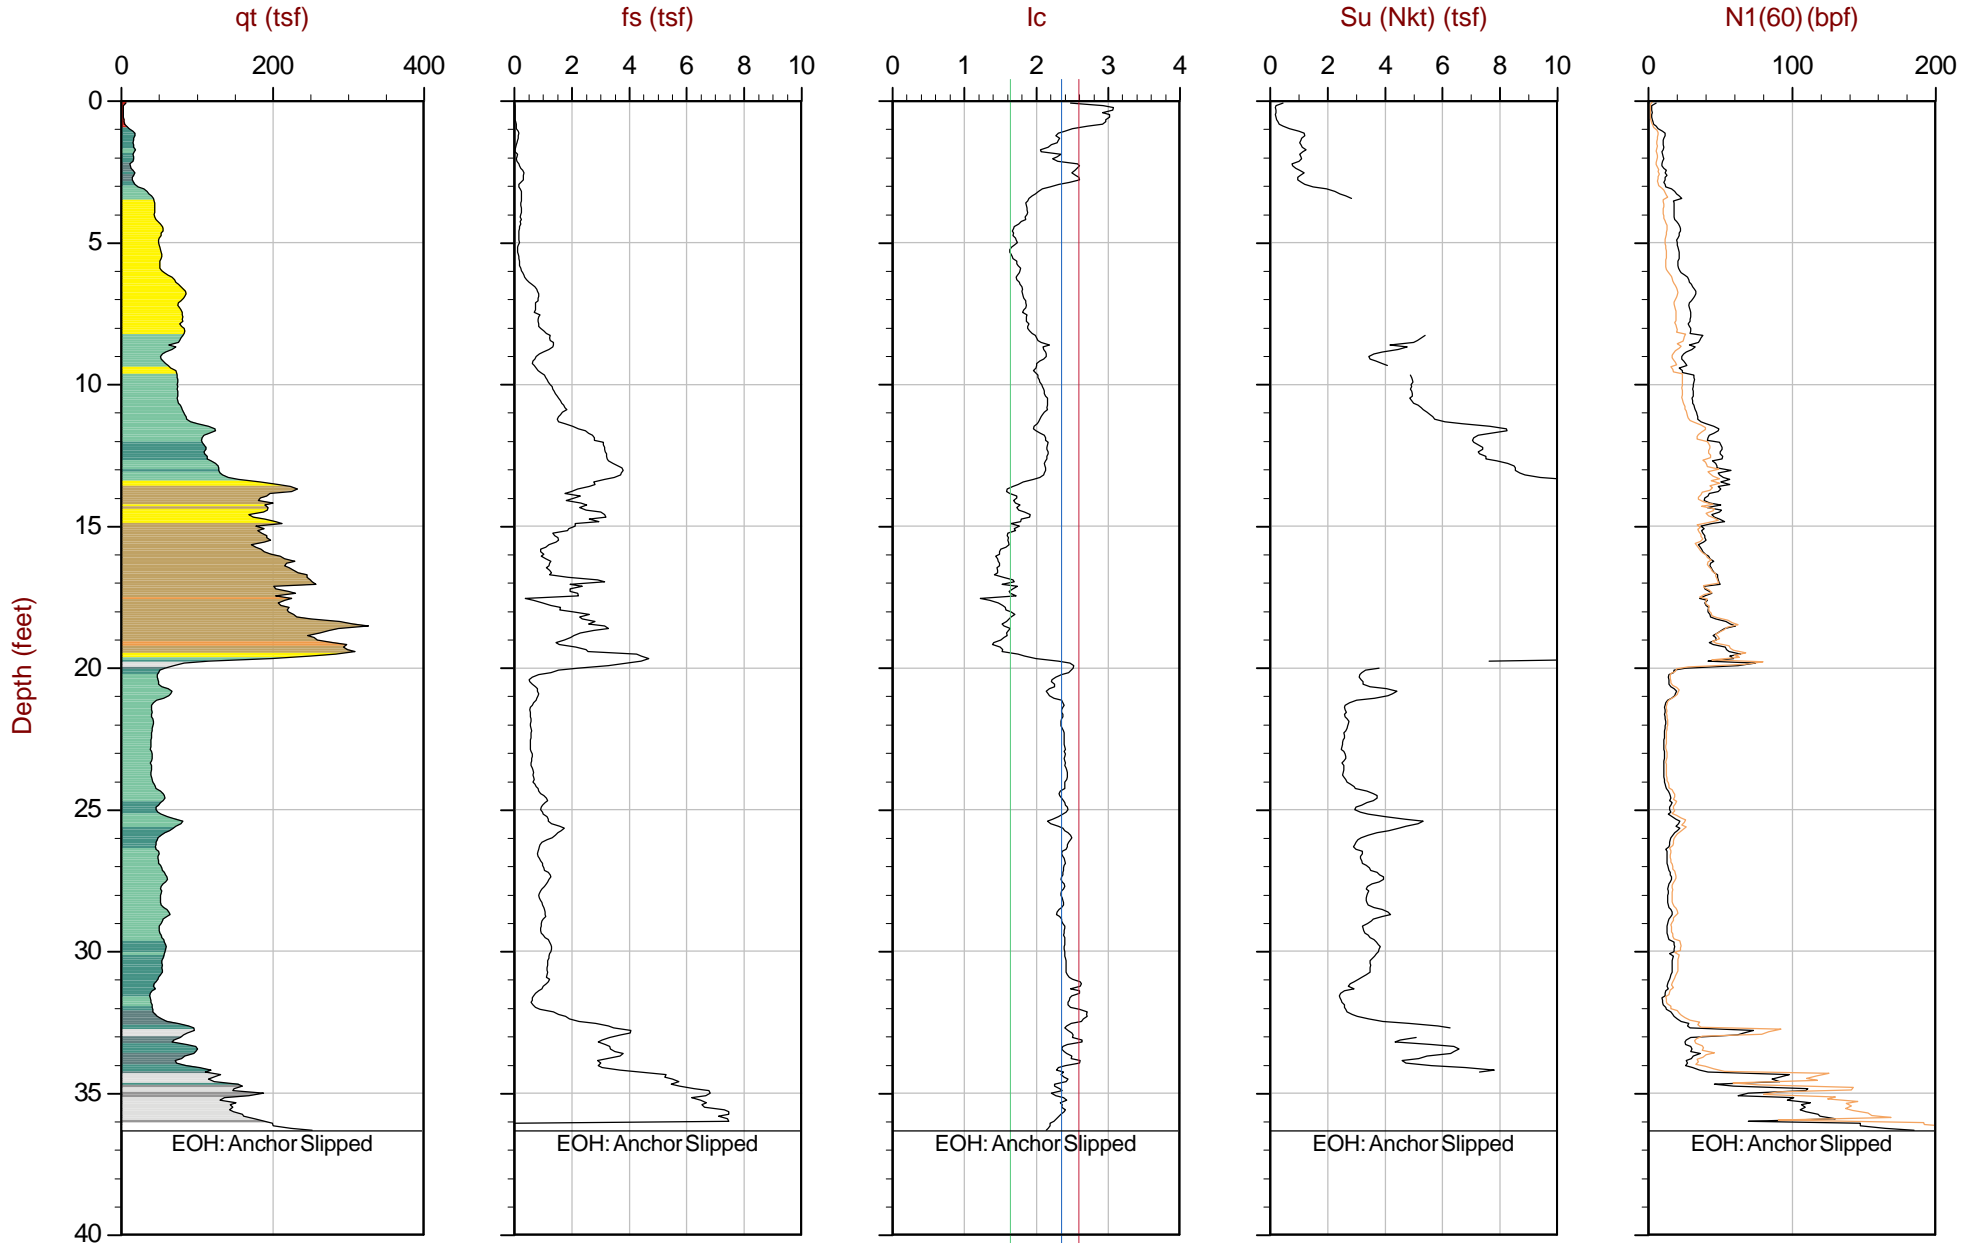 qt (tsf) fs (tsf) Ic Su (Nkt) (tsf) N1(60) (bpf)
0 200 400 0 2 4 6 8 10 0 1 2 3 4 0 2 4 6 8 10 0 100 200
0
5
10
15
20
25
30
35
40
Depth (feet)
EOH: Anchor Slipped EOH: Anchor Slipped EOH: Anchor Slipped EOH: Anchor Slipped EOH: Anchor Slipped